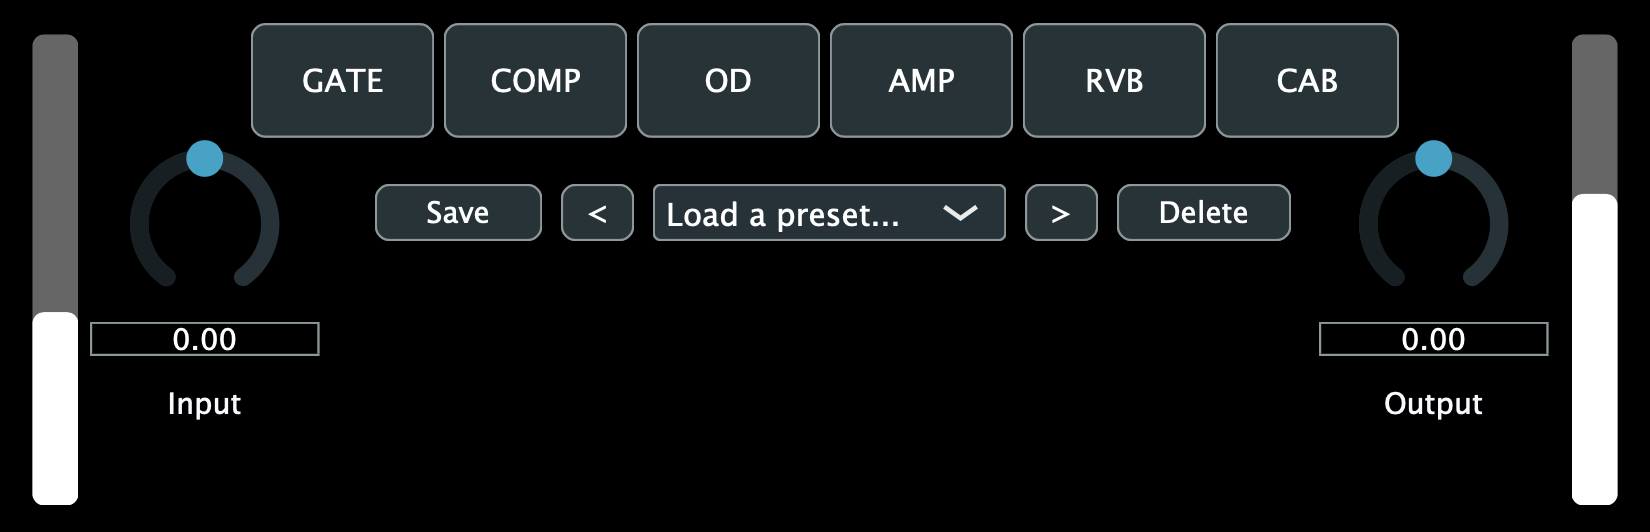 GATE COMP OD AMP RVB CAB
Save < Load a preset... > Delete
0.00 0.00
Input Output